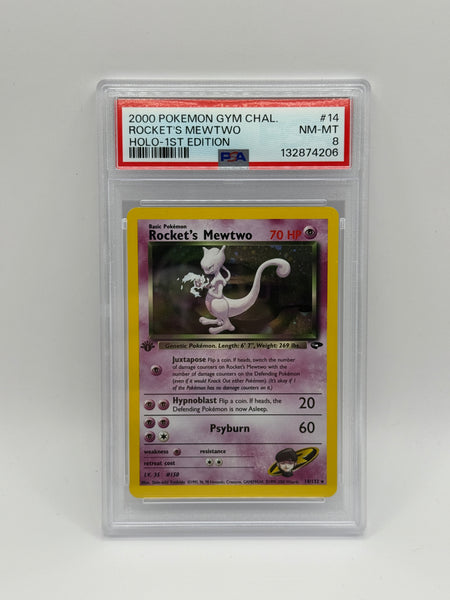 2000 POKEMON GYM CHAL. #14
ROCKET'S MEWTWO NM-MT
HOLO-1ST EDITION PSA 8
132874206
Basic Pokémon
Rocket's Mewtwo 70 HP
Genetic Pokémon. Length: 6' 7", Weight: 269 lbs.
Juxtapose Flip a coin. If heads, switch the number
of damage counters on Rocket's Mewtwo with the
number of damage counters on the Defending Pokémon
(even if it would Knock Out either Pokémon). (It's okay if 1
of the Pokémon has no
damage counters on it.)
Hypnoblast Flip a coin. If heads, the
Defending Pokémon is now Asleep. 20
Psyburn 60
weakness resistance
retreat cost
LV. 35 #150
14/132